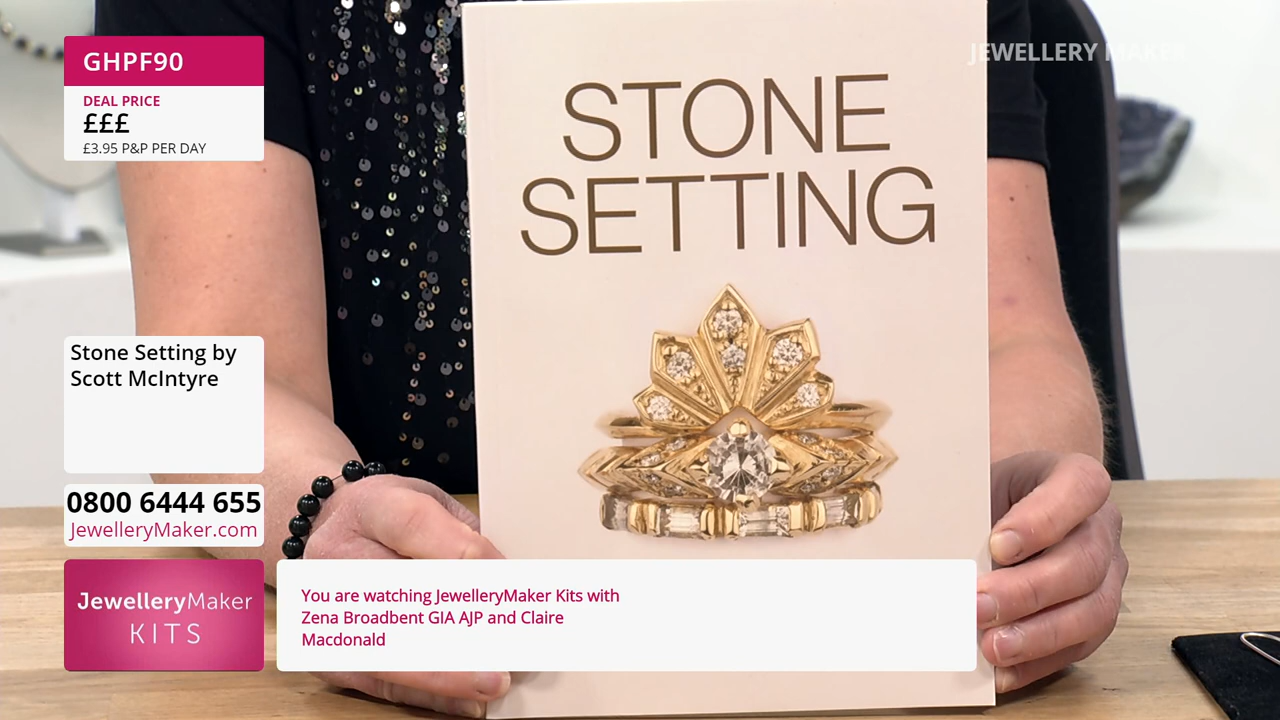 GHPF90
DEAL PRICE
£££
£3.95 P&P PER DAY
JEWELLERY MAKER
STONE
SETTING
Stone Setting by
Scott McIntyre
0800 6444 655
JewelleryMaker.com
JewelleryMaker
KITS
You are watching JewelleryMaker Kits with
Zena Broadbent GIA AJP and Claire
Macdonald